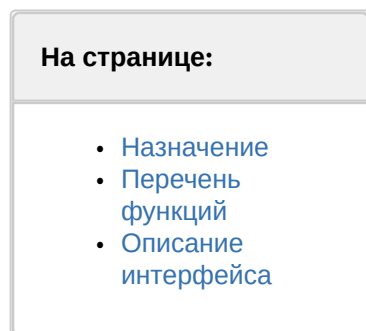 На странице:
Назначение
Перечень
функций
Описание
интерфейса